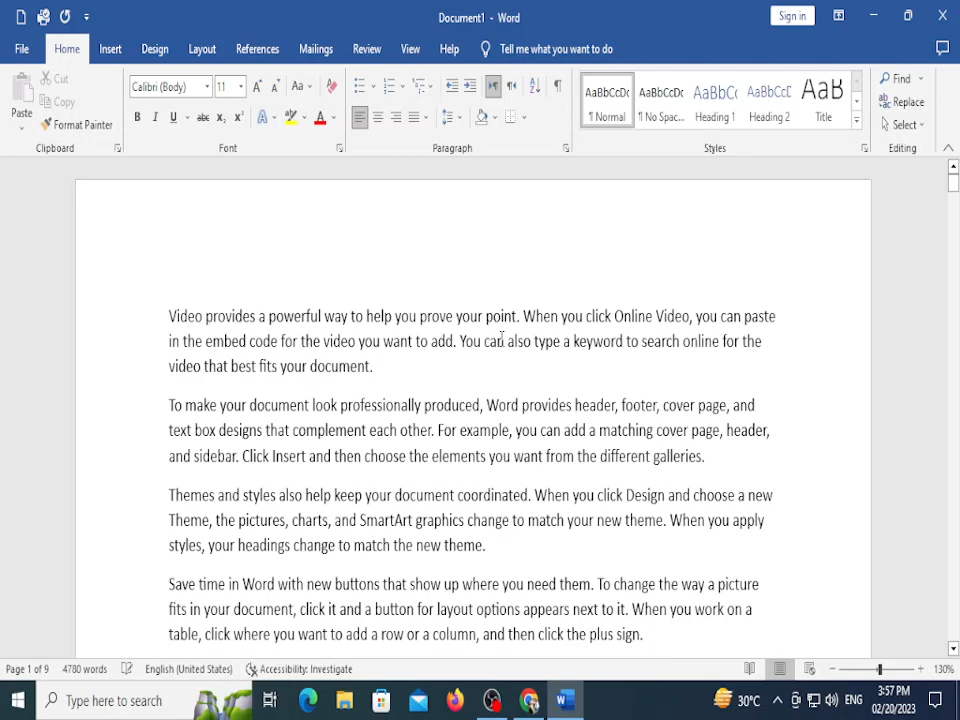 Document1 - Word
Sign in
File Home Insert Design Layout References Mailings Review View Help Tell me what you want to do
Paste
Cut
Copy
Format Painter
Clipboard
Calibri (Body) 11
Font
Paragraph
AaBbCcDc AaBbCcDc AaBbCc AaBbCcD AaB
¶ Normal ¶ No Spac... Heading 1 Heading 2 Title
Styles
Find
Replace
Select
Editing
Video provides a powerful way to help you prove your point. When you click Online Video, you can paste
in the embed code for the video you want to add. You can also type a keyword to search online for the
video that best fits your document.
To make your document look professionally produced, Word provides header, footer, cover page, and
text box designs that complement each other. For example, you can add a matching cover page, header,
and sidebar. Click Insert and then choose the elements you want from the different galleries.
Themes and styles also help keep your document coordinated. When you click Design and choose a new
Theme, the pictures, charts, and SmartArt graphics change to match your new theme. When you apply
styles, your headings change to match the new theme.
Save time in Word with new buttons that show up where you need them. To change the way a picture
fits in your document, click it and a button for layout options appears next to it. When you work on a
table, click where you want to add a row or a column, and then click the plus sign.
Page 1 of 9 4780 words English (United States) Accessibility: Investigate 130%
Type here to search
30°C ENG
3:57 PM
02/20/2023